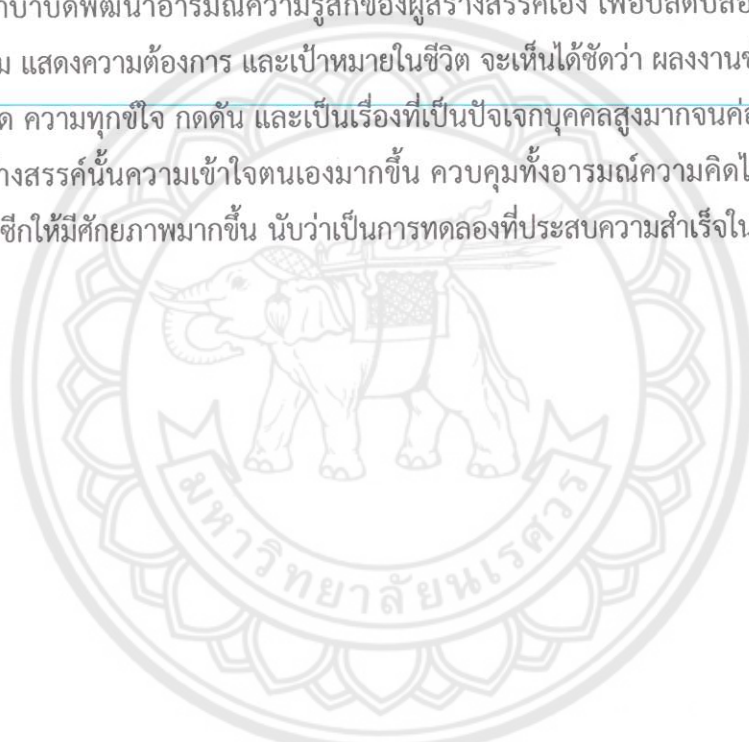 าบำบัดพัฒนาอารมณ์ความรู้สึกของผู้สร้างสรรค์เอง เพื่อปลดปล่อ
ม แสดงความต้องการ และเป้าหมายในชีวิต จะเห็นได้ชัดว่า ผลงานช
ด ความทุกข์ใจ กดดัน และเป็นเรื่องที่เป็นปัจเจกบุคคลสูงมากจนค่อ
างสรรค์นั้นความเข้าใจตนเองมากขึ้น ควบคุมทั้งอารมณ์ความคิดไ
ซีกให้มีศักยภาพมากขึ้น นับว่าเป็นการทดลองที่ประสบความสำเร็จใน
มหาวิทยาลัยนเรศวร